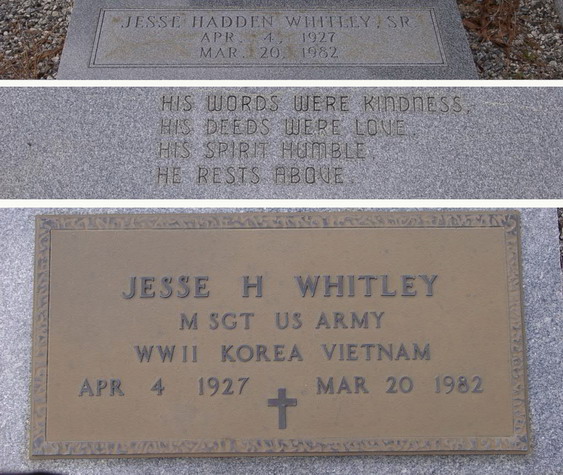 JESSE HADDEN WHITLEY, SR.
APR. 4, 1927
MAR. 20, 1982
HIS WORDS WERE KINDNESS,
HIS DEEDS WERE LOVE,
HIS SPIRIT HUMBLE,
HE RESTS ABOVE.
JESSE H WHITLEY
M SGT US ARMY
WWII KOREA VIETNAM
APR 4 1927 MAR 20 1982